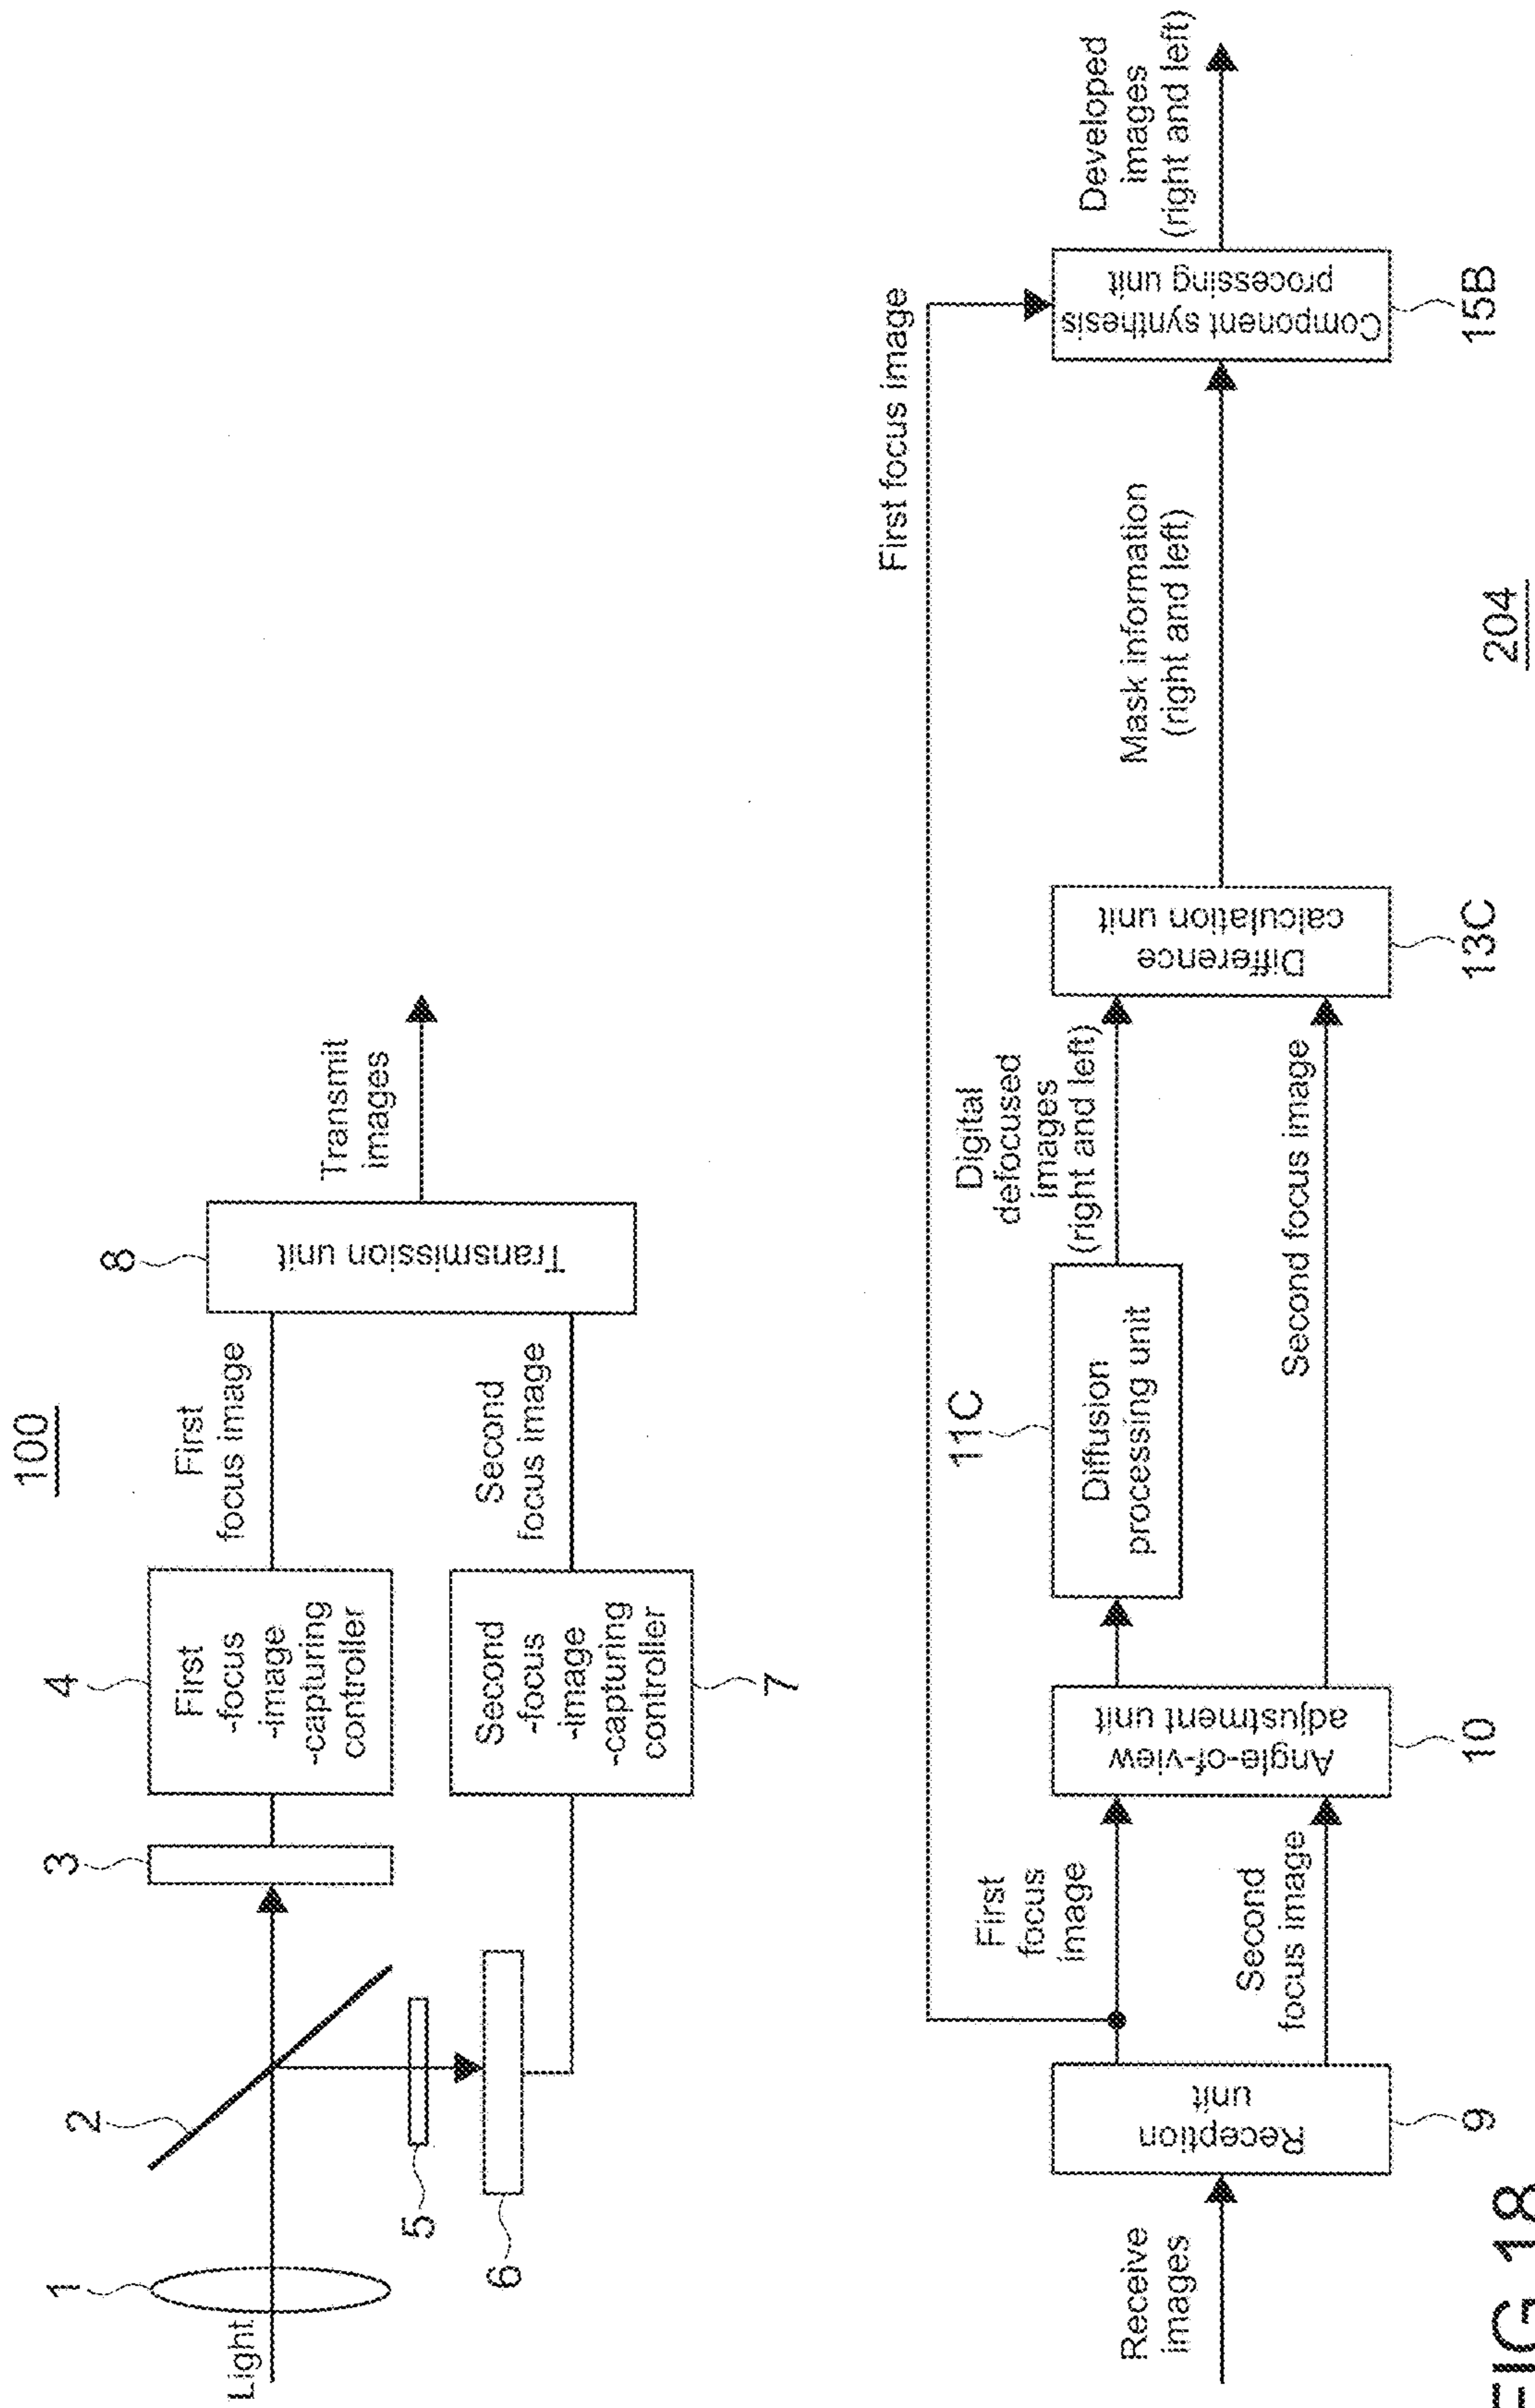 100
Light
1
2
3
4
5
6
7
8
First
-focus
-image
-capturing
controller
Second
-focus
-image
-capturing
controller
First
focus image
Second
focus image
Transmission unit
Transmit
images
Receive
images
Reception
unit
9
First
focus
image
Second
focus image
Angle-of-view
adjustment unit
10
11C
Diffusion
processing unit
Digital
defocused
images
(right and left)
Second focus image
Difference
calculation unit
13C
Mask information
(right and left)
First focus image
Component synthesis
processing unit
15B
Developed
images
(right and left)
204
FIG.18